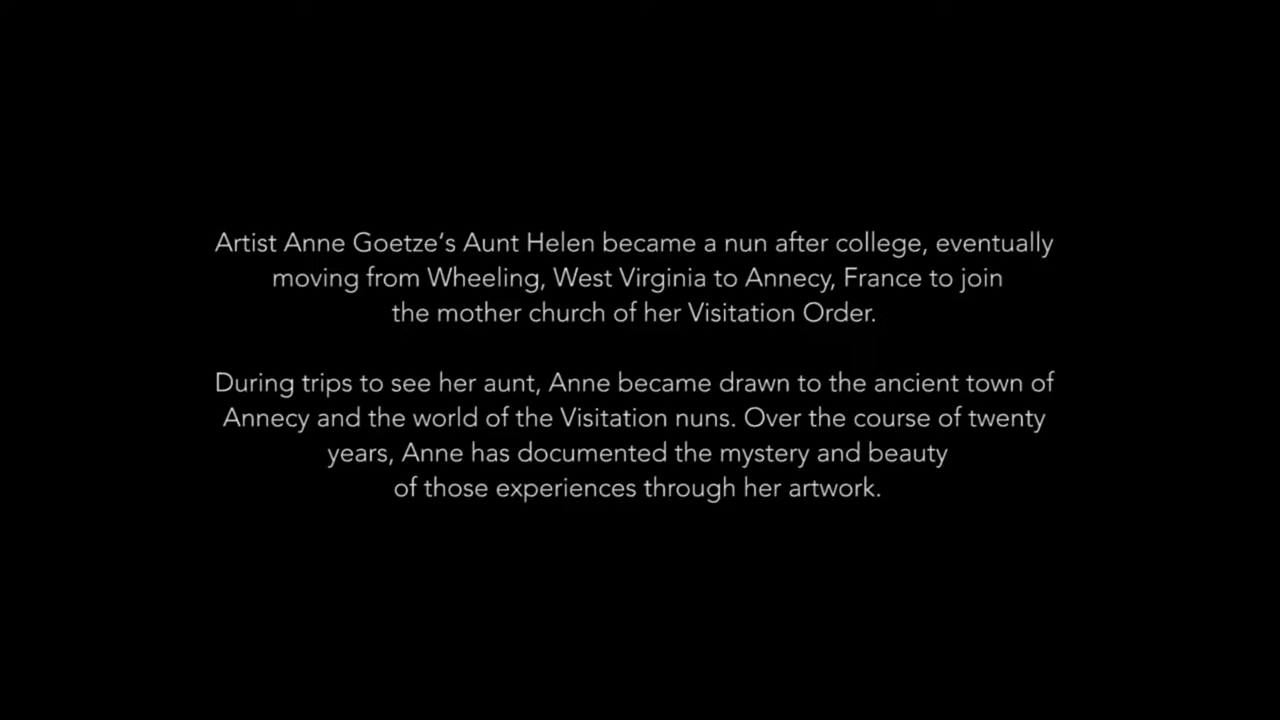 Artist Anne Goetze‘s Aunt Helen became a nun after college, eventually
moving from Wheeling, West Virginia to Annecy, France to join
the mother church of her Visitation Order.
During trips to see her aunt, Anne became drawn to the ancient town of
Annecy and the world of the Visitation nuns. Over the course of twenty
years, Anne has documented the mystery and beauty
of those experiences through her artwork.